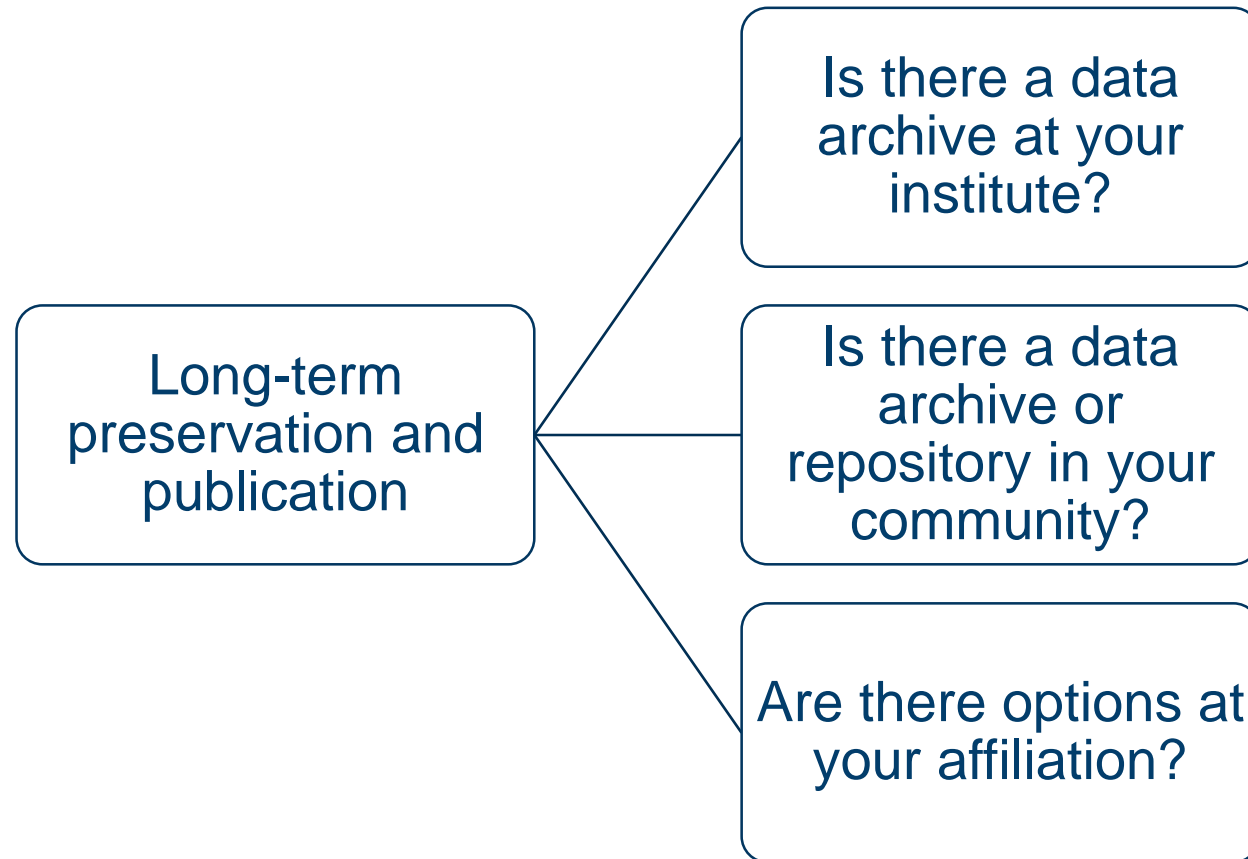 Long-term
preservation and
publication
Is there a data
archive at your
institute?
Is there a data
archive or
repository in your
community?
Are there options at
your affiliation?